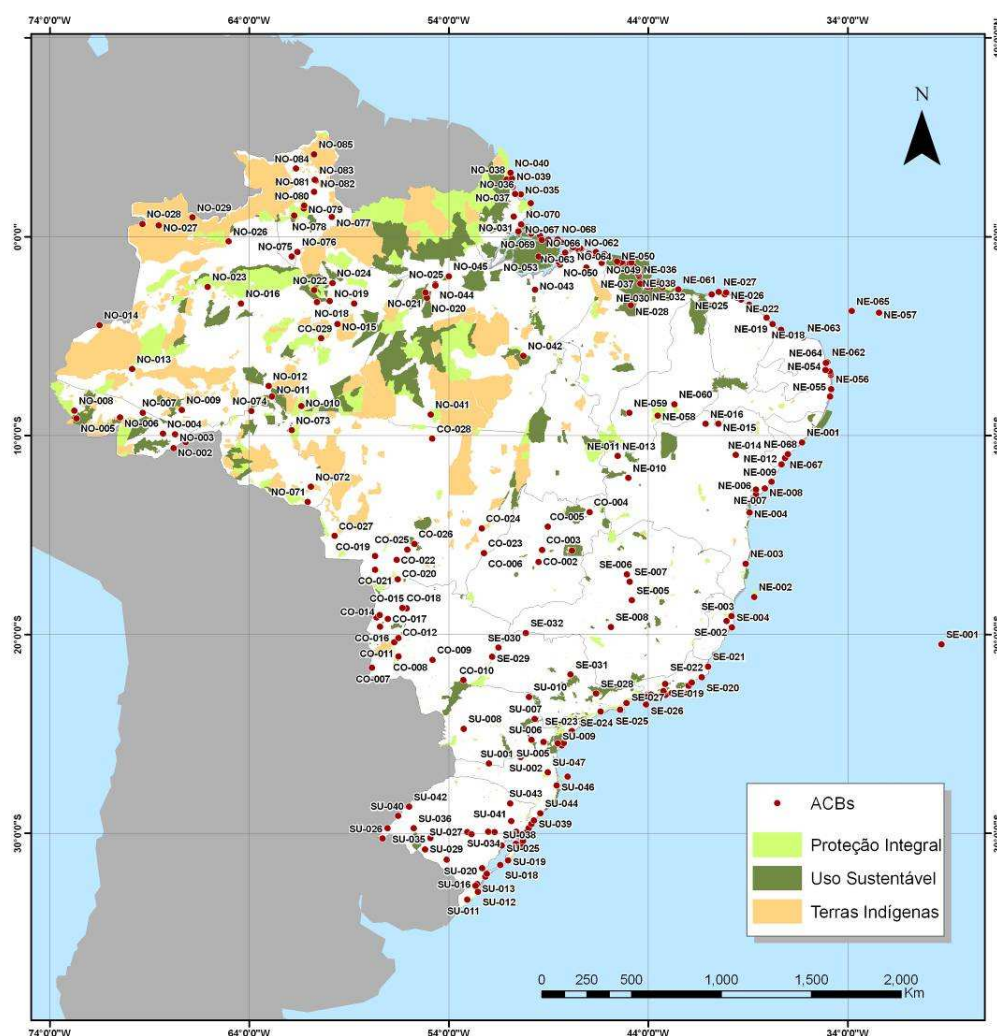 74°0'0"W 64°0'0"W 54°0'0"W 44°0'0"W 34°0'0"W
N
NO-085
NO-084
NO-083
NO-081
NO-082
NO-080
NO-079
NO-078
NO-077
NO-028
NO-029
NO-027
NO-026
NO-076
NO-075
NO-040
NO-038
NO-039
NO-036
NO-035
NO-037
NO-070
NO-031
NO-067
NO-068
NO-069
NO-066
NO-062
NO-063
NO-064
NO-053
NO-050
NO-049
NE-050
NE-036
NE-037
NE-038
NE-061
NE-027
NE-030
NE-032
NE-026
NE-028
NE-025
NE-022
NE-065
NE-057
NE-019
NE-018
NE-063
NO-023
NO-024
NO-025
NO-045
NO-022
NO-016
NO-019
NO-021
NO-044
NO-043
NO-020
NO-018
NO-015
CO-029
NO-014
NO-013
NO-042
NE-064
NE-062
NE-054
NE-055
NE-056
NO-012
NO-011
NO-010
NO-041
NO-008
NO-007
NO-009
NO-074
NO-005
NO-006
NO-004
NO-003
NO-002
NO-073
CO-028
NE-059
NE-060
NE-058
NE-016
NE-015
NE-001
NE-011
NE-013
NE-014
NE-068
NE-012
NE-067
NE-010
NE-009
NE-006
NE-008
NE-007
NE-004
NO-072
NO-071
CO-004
CO-005
CO-024
CO-027
CO-026
CO-025
CO-019
CO-023
CO-003
CO-022
CO-006
CO-002
CO-021
CO-020
SE-006
SE-007
NE-003
NE-002
SE-005
CO-015
CO-018
CO-014
CO-017
SE-003
SE-004
SE-008
SE-002
SE-001
CO-016
CO-012
SE-032
SE-030
CO-011
CO-009
SE-029
CO-008
CO-007
CO-010
SE-031
SE-021
SE-022
SE-020
SE-028
SE-019
SE-027
SE-026
SU-010
SU-007
SE-023
SE-024
SE-025
SU-008
SU-006
SU-009
SU-001
SU-005
SU-002
SU-047
SU-046
SU-042
SU-043
SU-040
SU-044
SU-036
SU-041
SU-026
SU-027
SU-039
SU-038
SU-035
SU-034
SU-029
SU-025
SU-019
SU-020
SU-018
SU-016
SU-013
SU-012
SU-011
0°0'0"
10°0'0"S
20°0'0"S
30°0'0"S
ACBs
Proteção Integral
Uso Sustentável
Terras Indígenas
0 250 500 1,000 1,500 2,000
Km
74°0'0"W 64°0'0"W 54°0'0"W 44°0'0"W 34°0'0"W